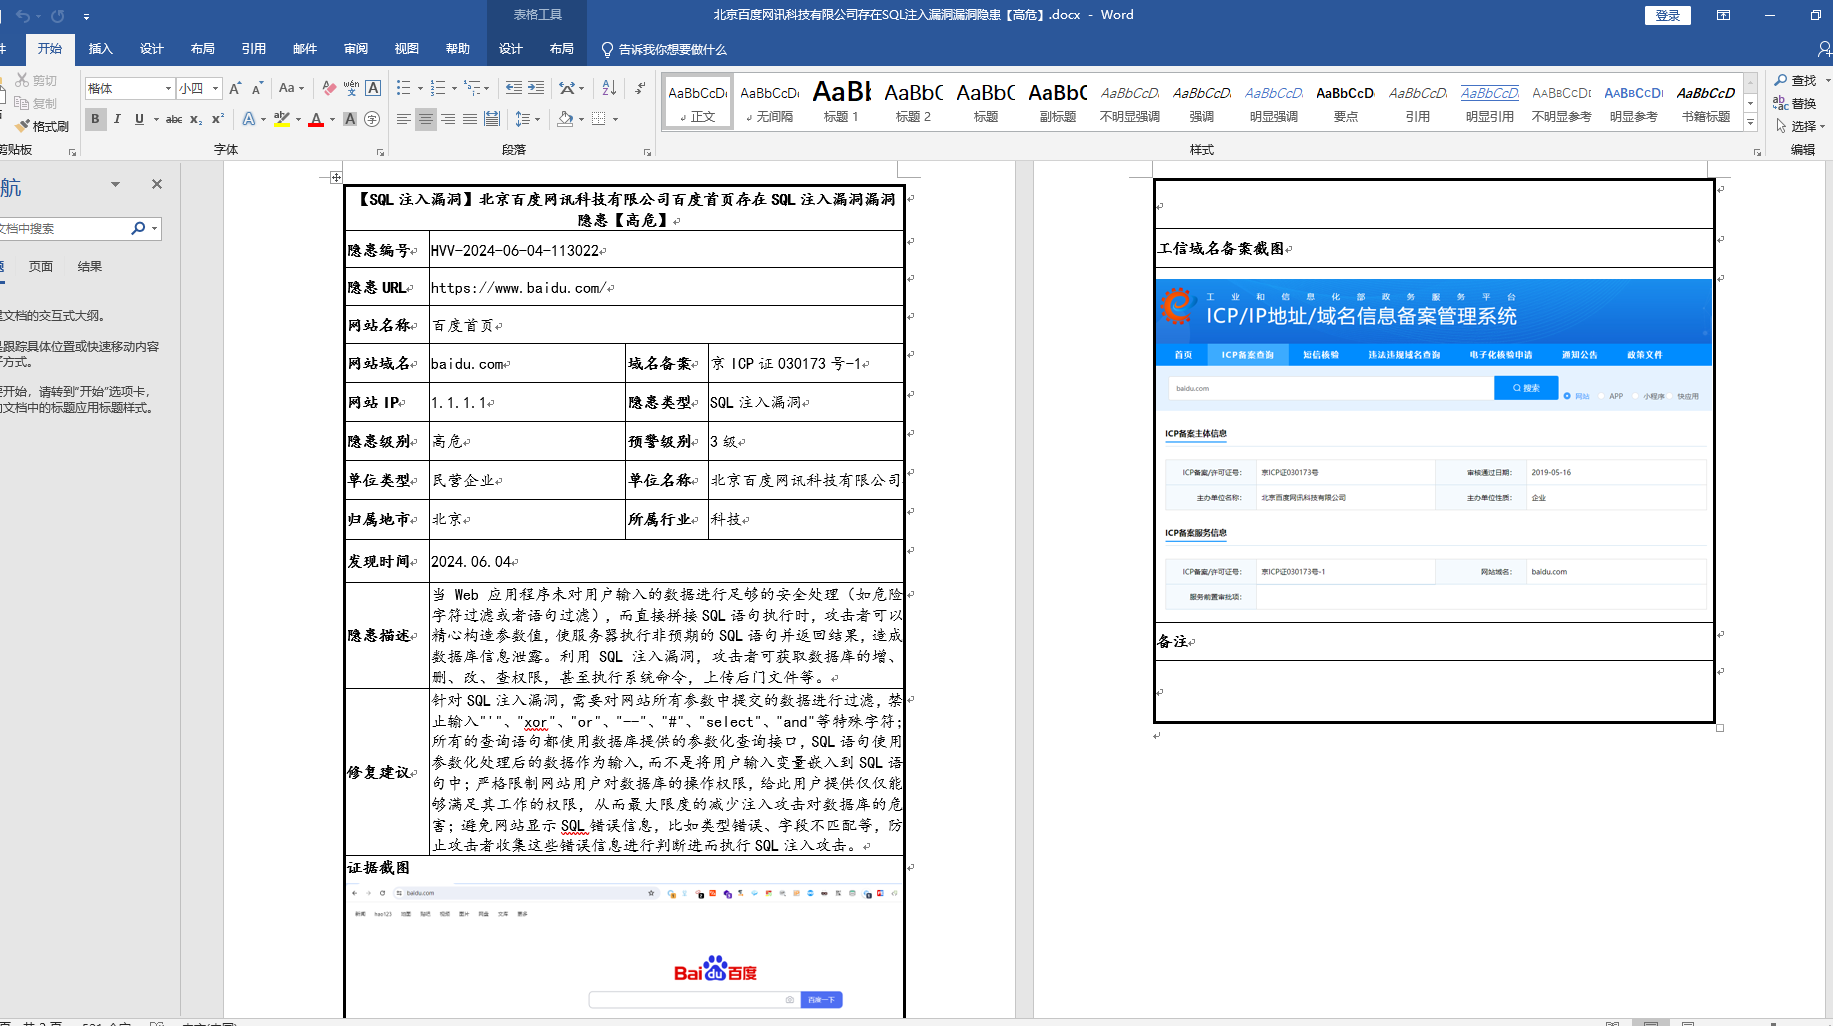 表格工具
北京百度网讯科技有限公司存在SQL注入漏洞漏洞隐患【高危】.docx - Word
登录
开始 插入 设计 布局 引用 邮件 审阅 视图 帮助 设计 布局 告诉我你想要做什么
剪切
复制
格式刷
剪贴板
楷体 小四
字体
段落
AaBbCcDc AaBbCcDc AaBb AaBbC AaBbC AaBbC AaBbCcD. AaBbCcD. AaBbCcD. AaBbCcD AaBbCcD. AaBbCcD. AABBCCDI AABBCCDI AaBbCcD
正文 无间隔 标题 1 标题 2 标题 副标题 不明显强调 强调 明显强调 要点 引用 明显引用 不明显参考 明显参考 书籍标题
样式
查找
替换
选择
编辑
航
文档中搜索
题 页面 结果
文档的交互式大纲。
是跟踪具体位置或快速移动内容
方式。
要开始，请转到"开始"选项卡，
文档中的标题应用标题样式。
【SQL 注入漏洞】北京百度网讯科技有限公司百度首页存在 SQL 注入漏洞漏洞
隐患【高危】
隐患编号 HVV-2024-06-04-113022
隐患 URL https://www.baidu.com/
网站名称 百度首页
网站域名 baidu.com 域名备案 京 ICP 证 030173 号-1
网站 IP 1.1.1.1 隐患类型 SQL 注入漏洞
隐患级别 高危 预警级别 3 级
单位类型 民营企业 单位名称 北京百度网讯科技有限公司
归属地市 北京 所属行业 科技
发现时间 2024.06.04
隐患描述
当 Web 应用程序未对用户输入的数据进行足够的安全处理（如危险
字符过滤或者语句过滤），而直接拼接 SQL 语句执行时，攻击者可以
精心构造参数值，使服务器执行非预期的 SQL 语句并返回结果，造成
数据库信息泄露。利用 SQL 注入漏洞，攻击者可获取数据库的增、
删、改、查权限，甚至执行系统命令，上传后门文件等。
修复建议
针对 SQL 注入漏洞，需要对网站所有参数中提交的数据进行过滤，禁
止输入"'"、"xor"、"or"、"--"、"#"、"select"、"and"等特殊字符；
所有的查询语句都使用数据库提供的参数化查询接口，SQL 语句使用
参数化处理后的数据作为输入，而不是将用户输入变量嵌入到 SQL 语
句中；严格限制网站用户对数据库的操作权限，给此用户提供仅仅能
够满足其工作的权限，从而最大限度的减少注入攻击对数据库的危
害；避免网站显示 SQL 错误信息，比如类型错误、字段不匹配等，防
止攻击者收集这些错误信息进行判断进而执行 SQL 注入攻击。
证据截图
baidu.com
新闻 hao123 地图 贴吧 视频 图片 网盘 文库 更多
Bai du 百度
百度一下
工信域名备案截图
工业和信息化部政务服务平台
ICP/IP地址/域名信息备案管理系统
首页 ICP备案查询 短信核验 违法违规域名查询 电子化核验申请 通知公告 政策文件
baidu.com 搜索 网站 APP 小程序 快应用
ICP备案主体信息
ICP备案/许可证号： 京ICP证030173号 审核通过日期： 2019-05-16
主办单位名称： 北京百度网讯科技有限公司 主办单位性质： 企业
ICP备案服务信息
ICP备案/许可证号： 京ICP证030173号-1 网站域名： baidu.com
服务前置审批项：
备注